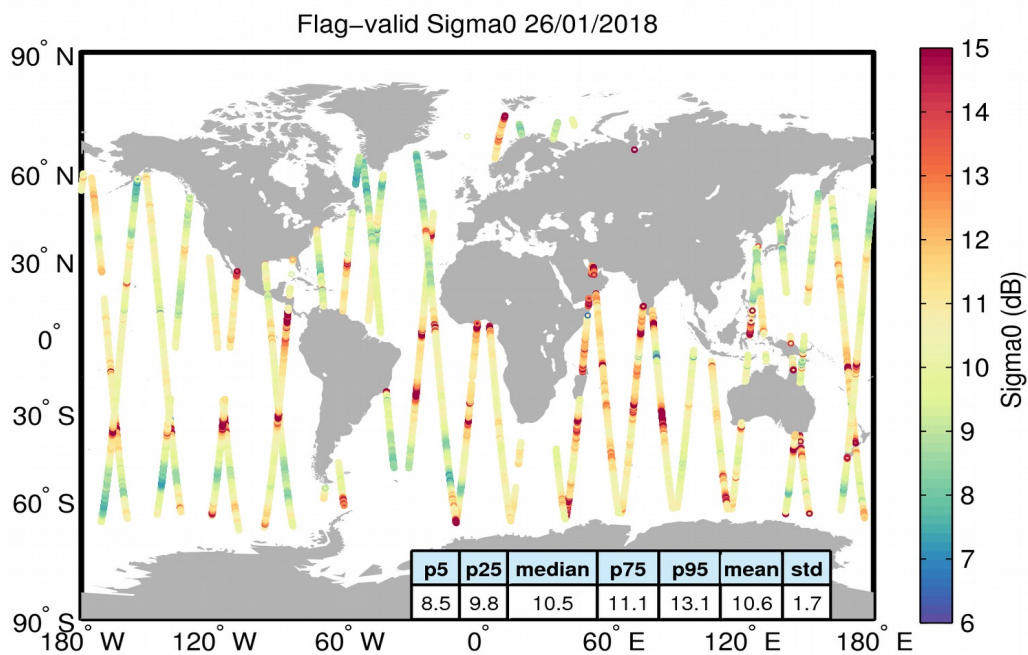 Flag−valid Sigma0 26/01/2018
90° N
60° N
30° N
0°
30° S
60° S
90° S
180° W
120° W
60° W
0°
60° E
120° E
180° E
p5 p25 median p75 p95 mean std
8.5 9.8 10.5 11.1 13.1 10.6 1.7
15
14
13
12
11
10
9
8
7
6
Sigma0 (dB)